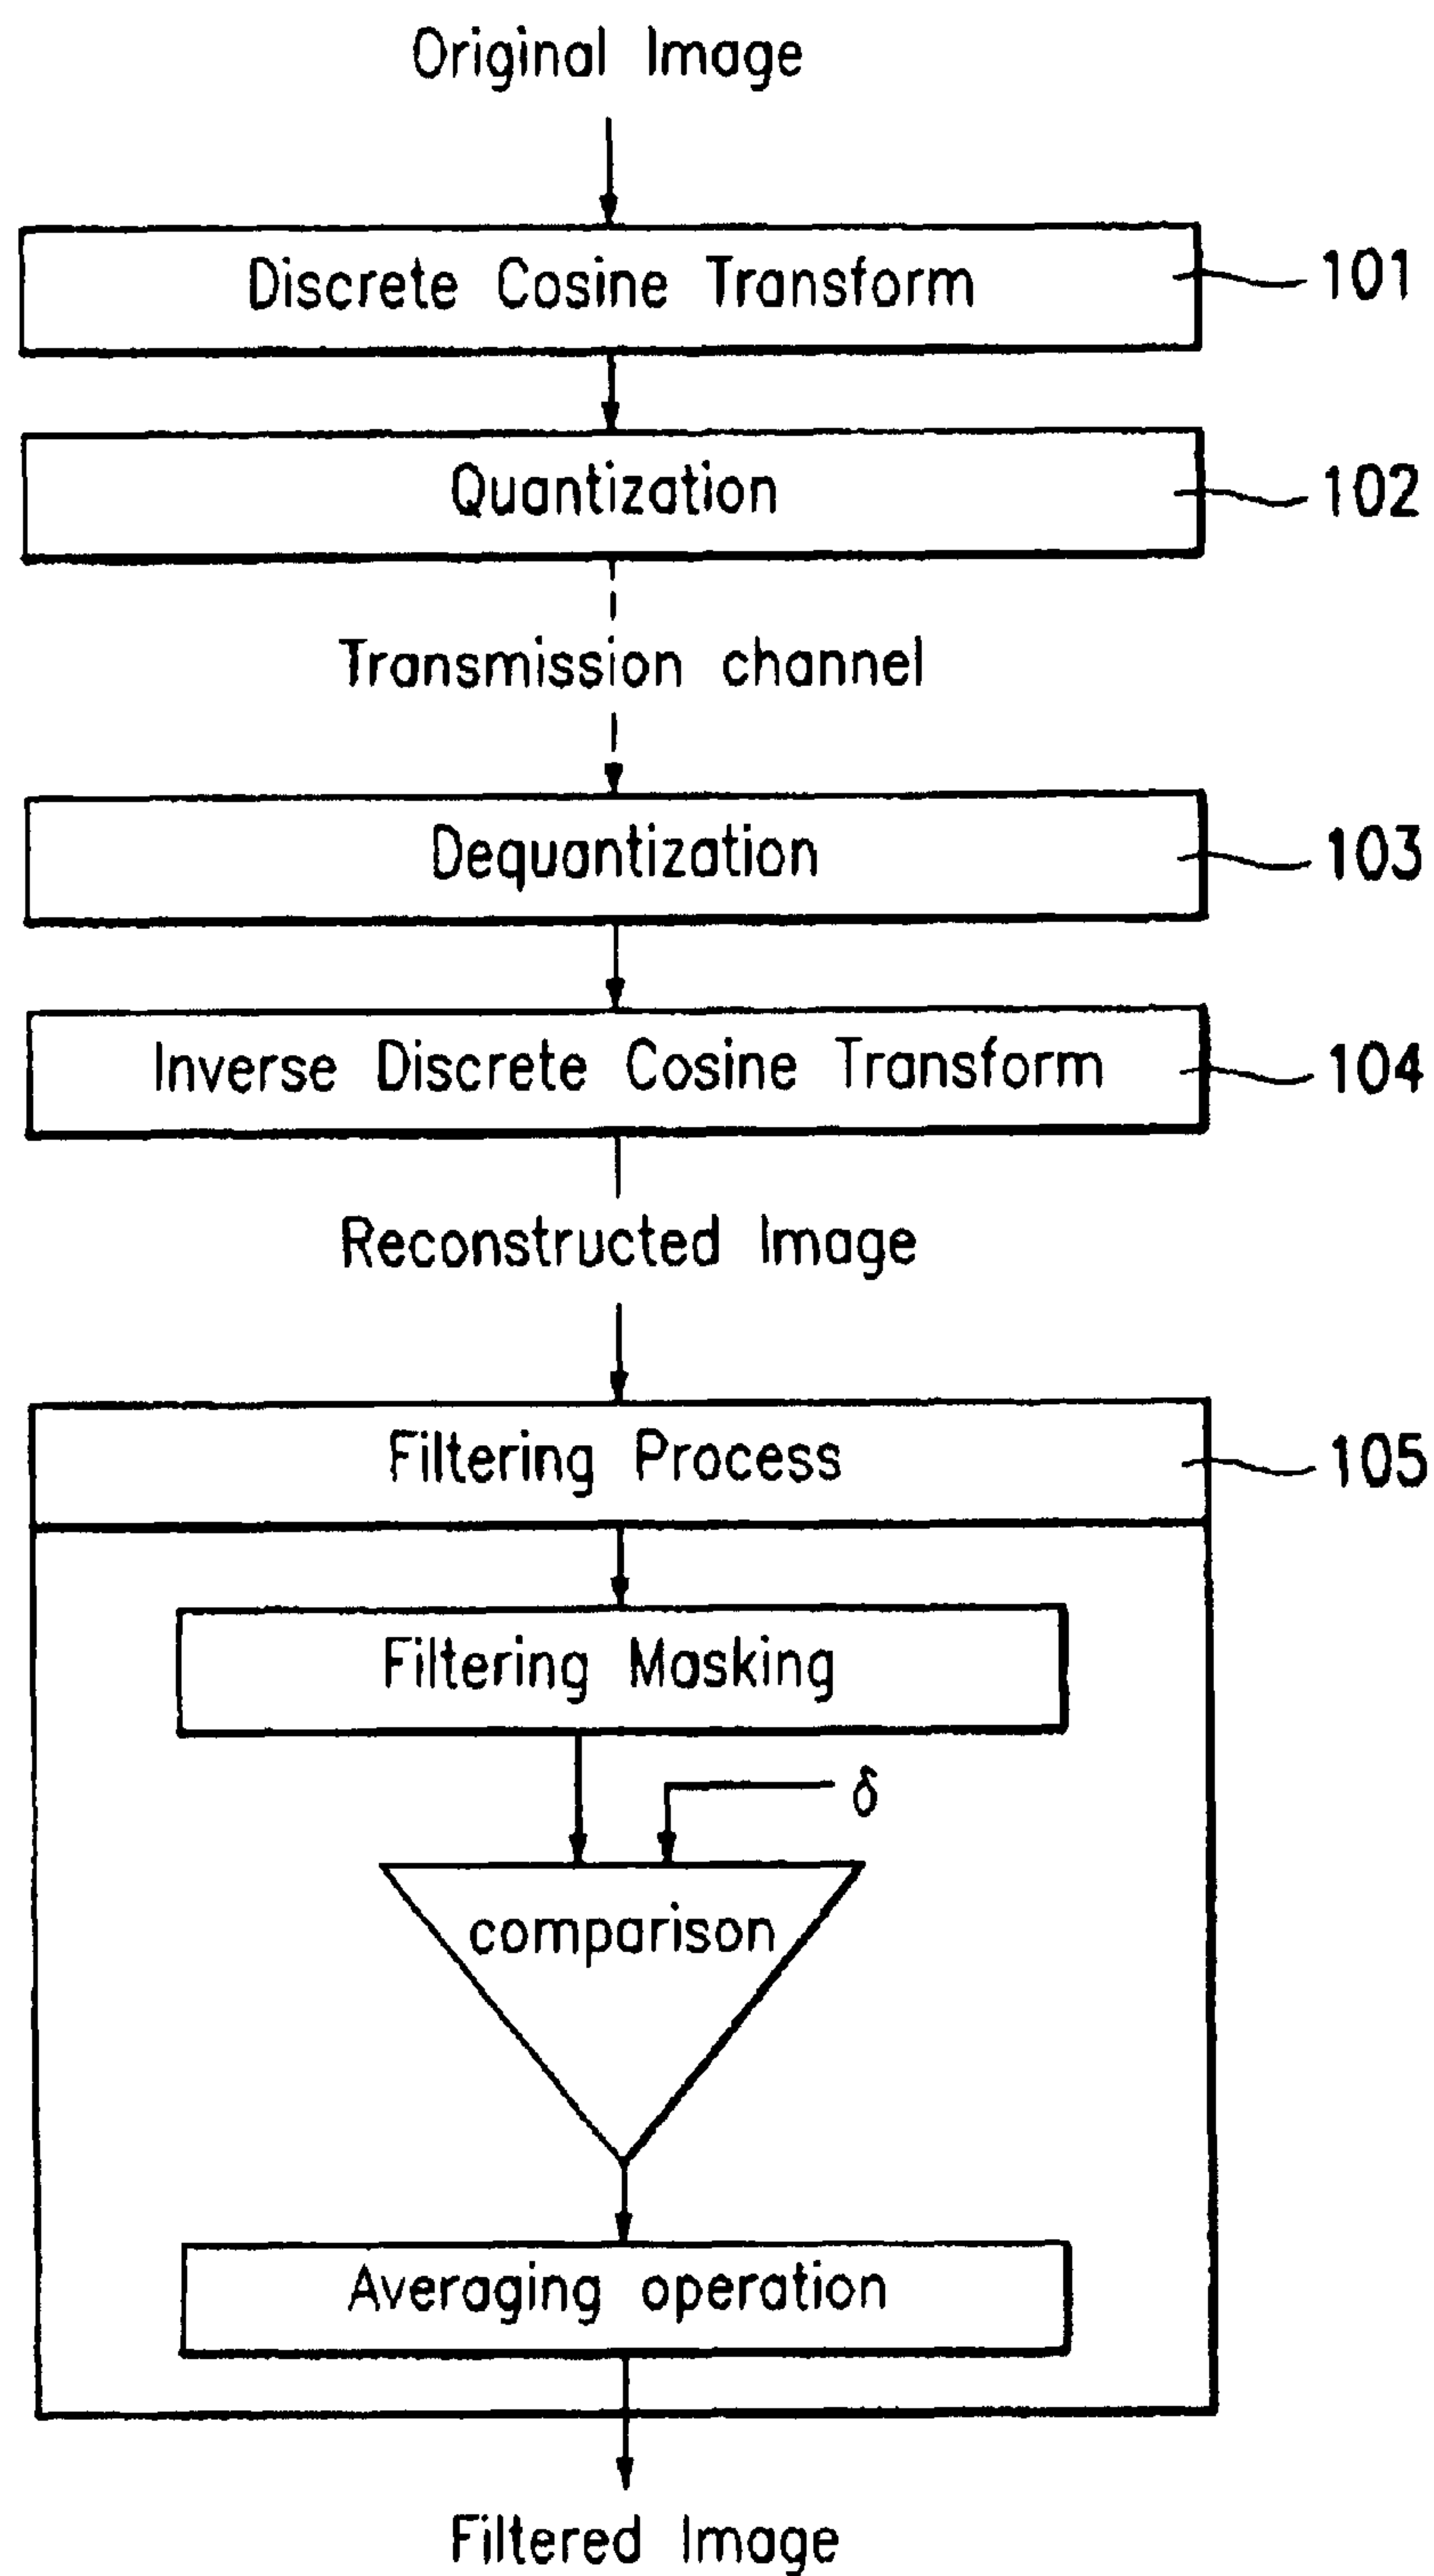 Original Image
Discrete Cosine Transform 101
Quantization 102
Transmission channel
Dequantization 103
Inverse Discrete Cosine Transform 104
Reconstructed Image
Filtering Process 105
Filtering Masking
δ
comparison
Averaging operation
Filtered Image